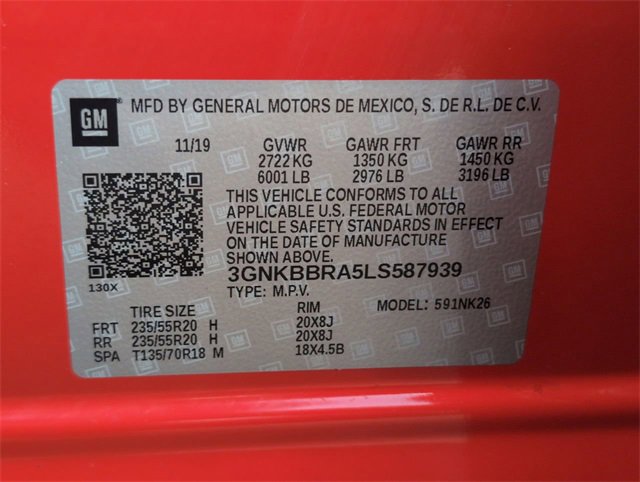 GM
MFD BY GENERAL MOTORS DE MEXICO, S. DE R.L. DE C.V.
11/19 GVWR GAWR FRT GAWR RR
2722 KG 1350 KG 1450 KG
6001 LB 2976 LB 3196 LB
THIS VEHICLE CONFORMS TO ALL
APPLICABLE U.S. FEDERAL MOTOR
VEHICLE SAFETY STANDARDS IN EFFECT
ON THE DATE OF MANUFACTURE
SHOWN ABOVE.
3GNKBBRA5LS587939
130X
TYPE: M.P.V. MODEL: 591NK26
TIRE SIZE RIM
FRT 235/55R20 H 20X8J
RR 235/55R20 H 20X8J
SPA T135/70R18 M 18X4.5B